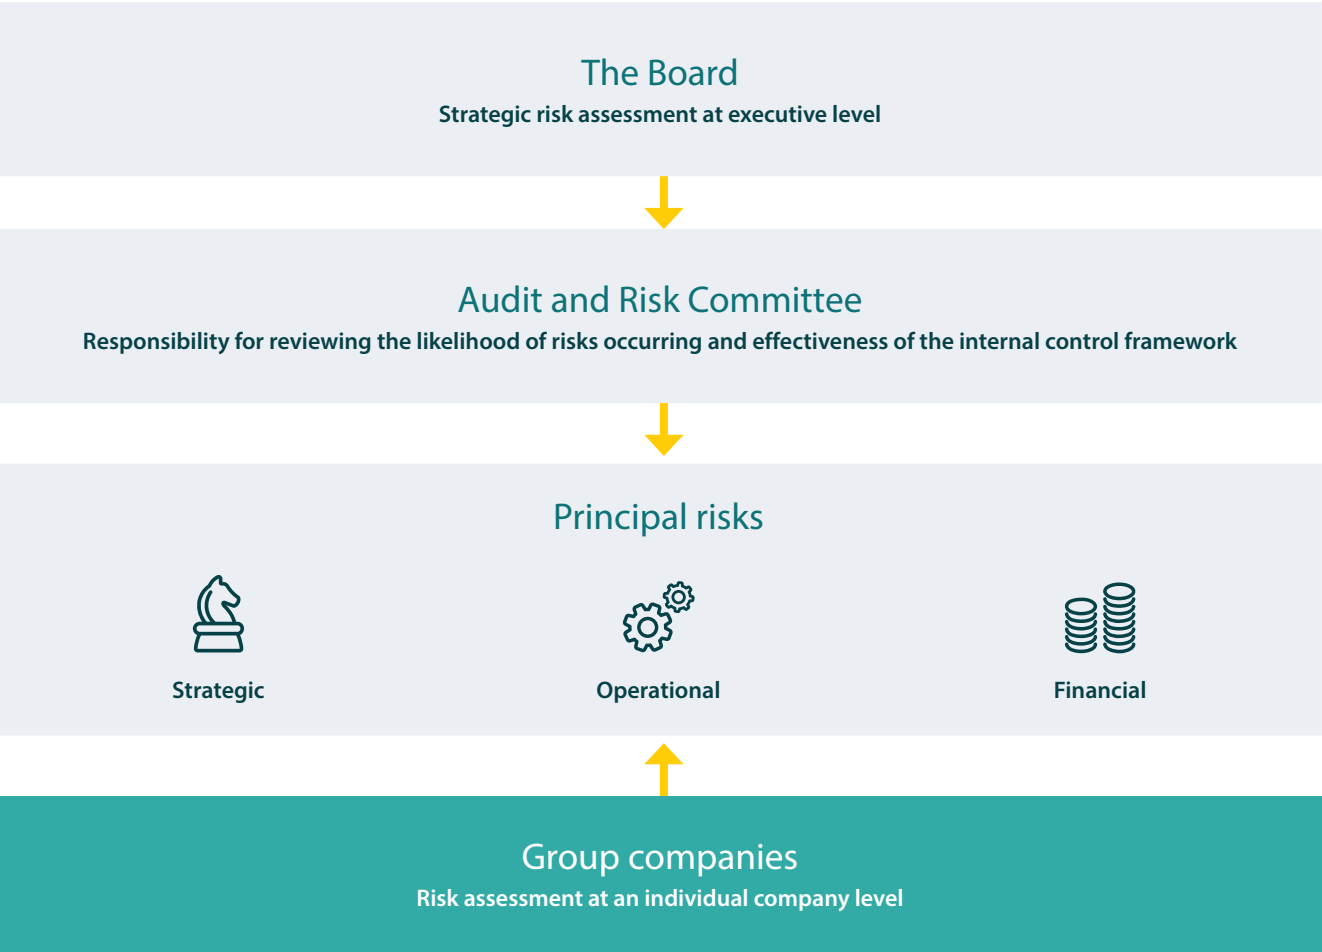 The Board
Strategic risk assessment at executive level
Audit and Risk Committee
Responsibility for reviewing the likelihood of risks occurring and effectiveness of the internal control framework
Principal risks
Strategic
Operational
Financial
Group companies
Risk assessment at an individual company level